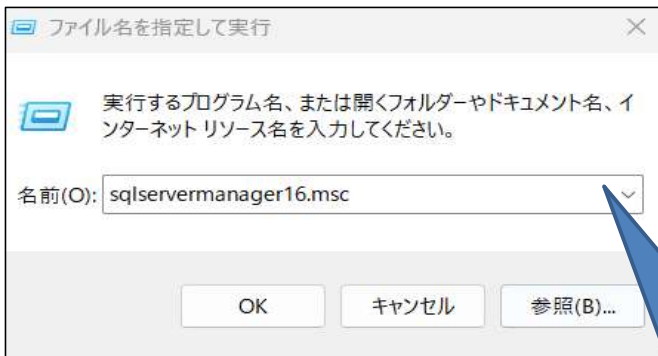 ファイル名を指定して実行
実行するプログラム名、または開くフォルダーやドキュメント名、イ
ンターネット リソース名を入力してください。
名前(O): sqlservermanager16.msc
OK キャンセル 参照(B)...